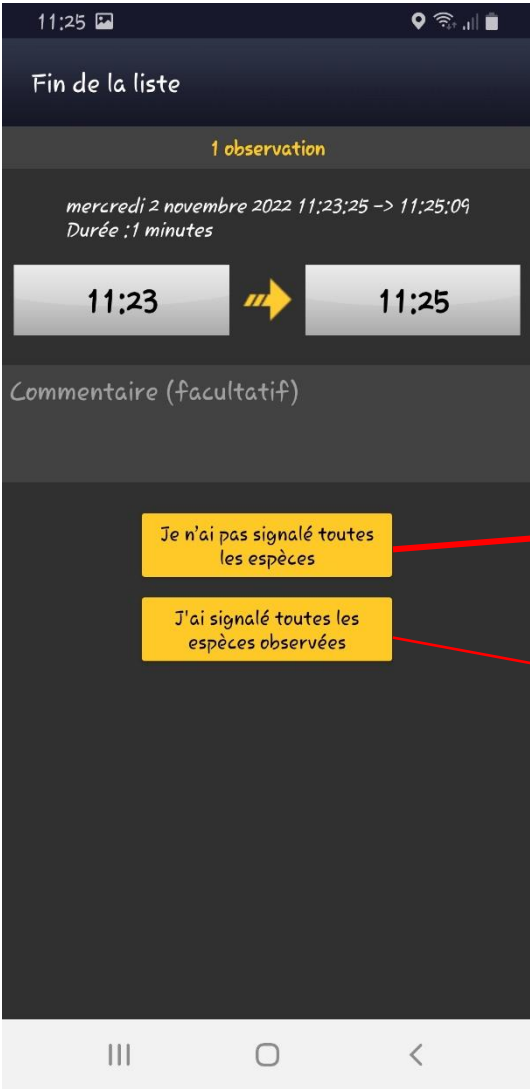 11:25
Fin de la liste
1 observation
mercredi 2 novembre 2022 11:23:25 -> 11:25:09
Durée :1 minutes
11:23
11:25
Commentaire (facultatif)
Je n'ai pas signalé toutes
les espèces
J'ai signalé toutes les
espèces observées